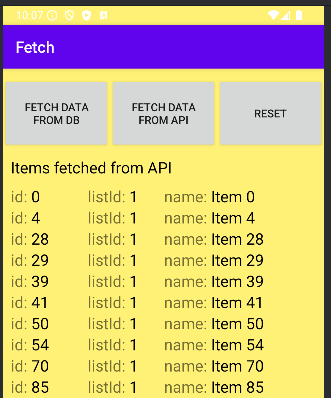 10:07
Fetch
FETCH DATA
FROM DB
FETCH DATA
FROM API
RESET
Items fetched from API
id: 0 listId: 1 name: Item 0
id: 4 listId: 1 name: Item 4
id: 28 listId: 1 name: Item 28
id: 29 listId: 1 name: Item 29
id: 39 listId: 1 name: Item 39
id: 41 listId: 1 name: Item 41
id: 50 listId: 1 name: Item 50
id: 54 listId: 1 name: Item 54
id: 70 listId: 1 name: Item 70
id: 85 listId: 1 name: Item 85